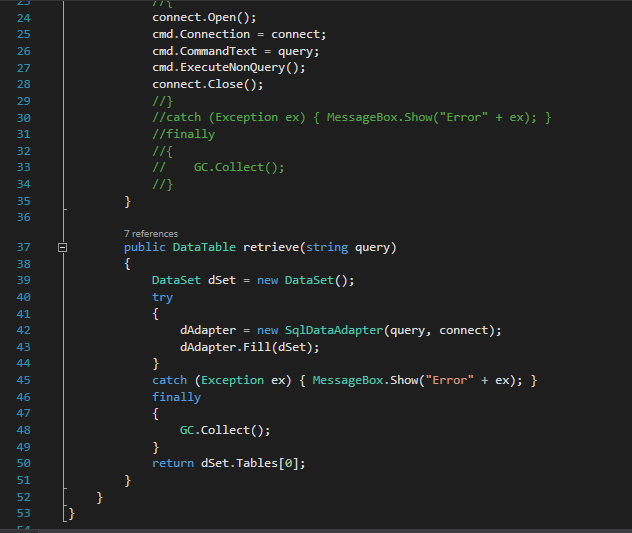 23 //{
24 connect.Open();
25 cmd.Connection = connect;
26 cmd.CommandText = query;
27 cmd.ExecuteNonQuery();
28 connect.Close();
29 //}
30 //catch (Exception ex) { MessageBox.Show("Error" + ex); }
31 //finally
32 //{
33 //    GC.Collect();
34 //}
35 }
36
7 references
37 public DataTable retrieve(string query)
38 {
39 DataSet dSet = new DataSet();
40 try
41 {
42 dAdapter = new SqlDataAdapter(query, connect);
43 dAdapter.Fill(dSet);
44 }
45 catch (Exception ex) { MessageBox.Show("Error" + ex); }
46 finally
47 {
48 GC.Collect();
49 }
50 return dSet.Tables[0];
51 }
52 }
53 }
54